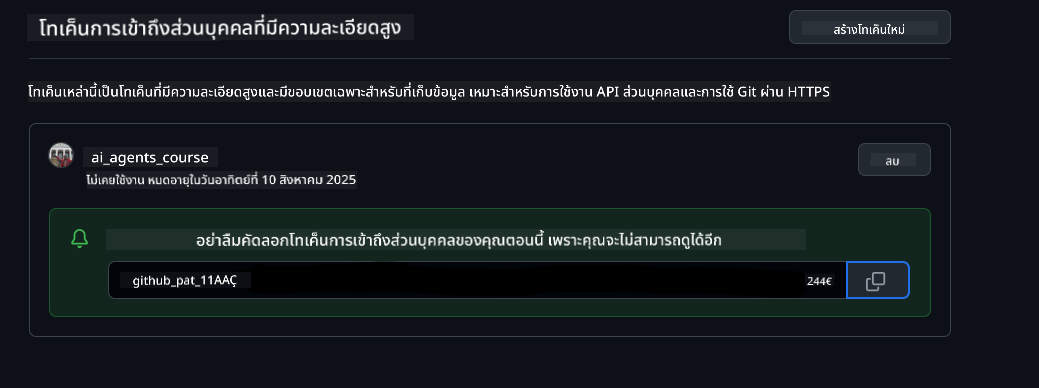 โทเค็นการเข้าถึงส่วนบุคคลที่มีความละเอียดสูง
สร้างโทเค็นใหม่
โทเค็นเหล่านี้เป็นโทเค็นที่มีความละเอียดสูงและมีขอบเขตเฉพาะสำหรับที่เก็บข้อมูล เหมาะสำหรับการใช้งาน API ส่วนบุคคลและการใช้ Git ผ่าน HTTPS
ai_agents_course
ลบ
ไม่เคยใช้งาน หมดอายุในวันอาทิตย์ที่ 10 สิงหาคม 2025
อย่าลืมคัดลอกโทเค็นการเข้าถึงส่วนบุคคลของคุณตอนนี้ เพราะคุณจะไม่สามารถดูได้อีก
github_pat_11AAÇ
244€